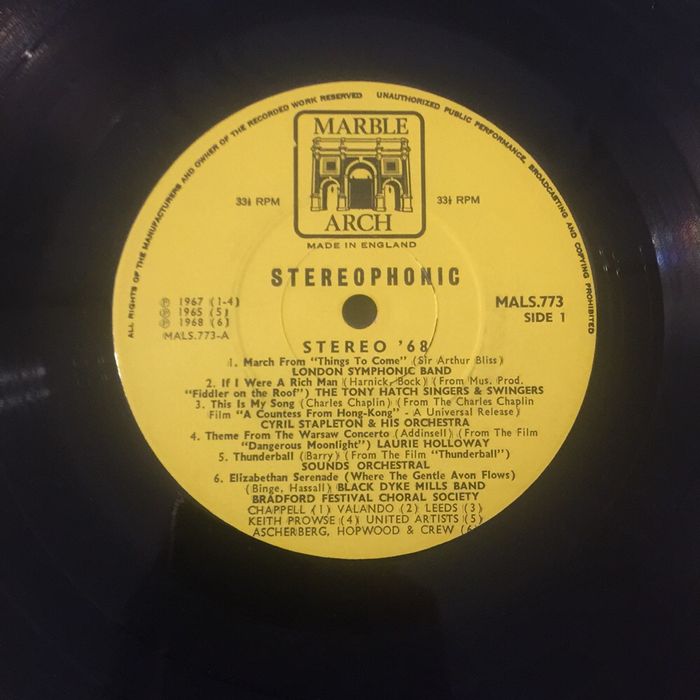 ALL RIGHTS OF THE MANUFACTURERS AND OWNER OF THE RECORDED WORK RESERVED UNAUTHORIZED PUBLIC PERFORMANCE, BROADCASTING AND COPYING PROHIBITED
MARBLE
ARCH
33⅓ RPM 33⅓ RPM
MADE IN ENGLAND
STEREOPHONIC
℗ 1967 (1-4)
℗ 1965 (5)
℗ 1968 (6)
MALS.773-A
MALS.773
SIDE 1
STEREO '68
1. March From "Things To Come" (Sir Arthur Bliss)
LONDON SYMPHONIC BAND
2. If I Were A Rich Man (Harnick, Bock) (From Mus. Prod.
"Fiddler on the Roof") THE TONY HATCH SINGERS & SWINGERS
3. This Is My Song (Charles Chaplin) (From The Charles Chaplin
Film "A Countess From Hong-Kong" - A Universal Release)
CYRIL STAPLETON & HIS ORCHESTRA
4. Theme From The Warsaw Concerto (Addinsell) (From The Film
"Dangerous Moonlight") LAURIE HOLLOWAY
5. Thunderball (Barry) (From The Film "Thunderball")
SOUNDS ORCHESTRAL
6. Elizabethan Serenade (Where The Gentle Avon Flows)
(Binge, Hassall) BLACK DYKE MILLS BAND
BRADFORD FESTIVAL CHORAL SOCIETY
CHAPPELL (1) VALANDO (2) LEEDS (3)
KEITH PROWSE (4) UNITED ARTISTS (5)
ASCHERBERG, HOPWOOD & CREW (6